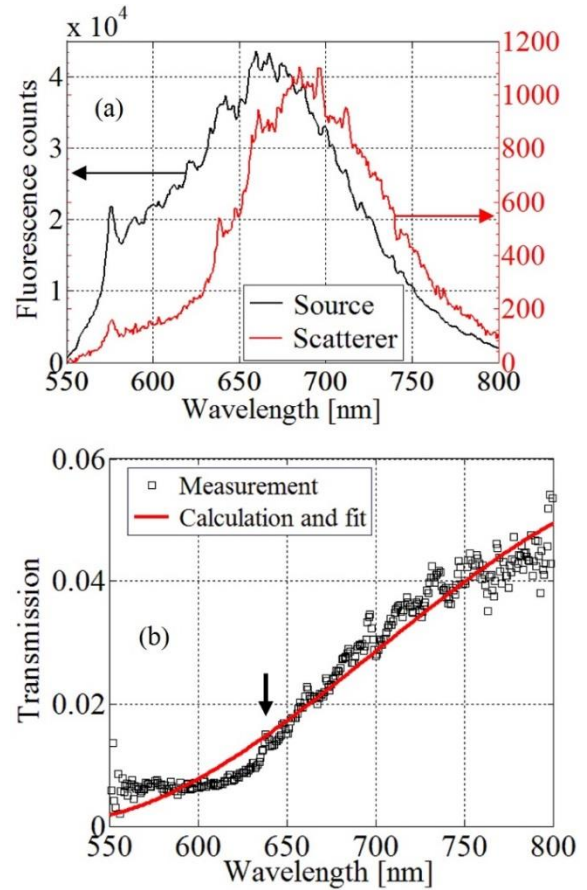 x 10⁴
(a)
Fluorescence counts
4
3
2
1
0
1200
1000
800
600
400
200
0
Source
Scatterer
550 600 650 700 750 800
Wavelength [nm]
0.06
0.04
0.02
0
Measurement
Calculation and fit
(b)
Transmission
550 600 650 700 750 800
Wavelength [nm]